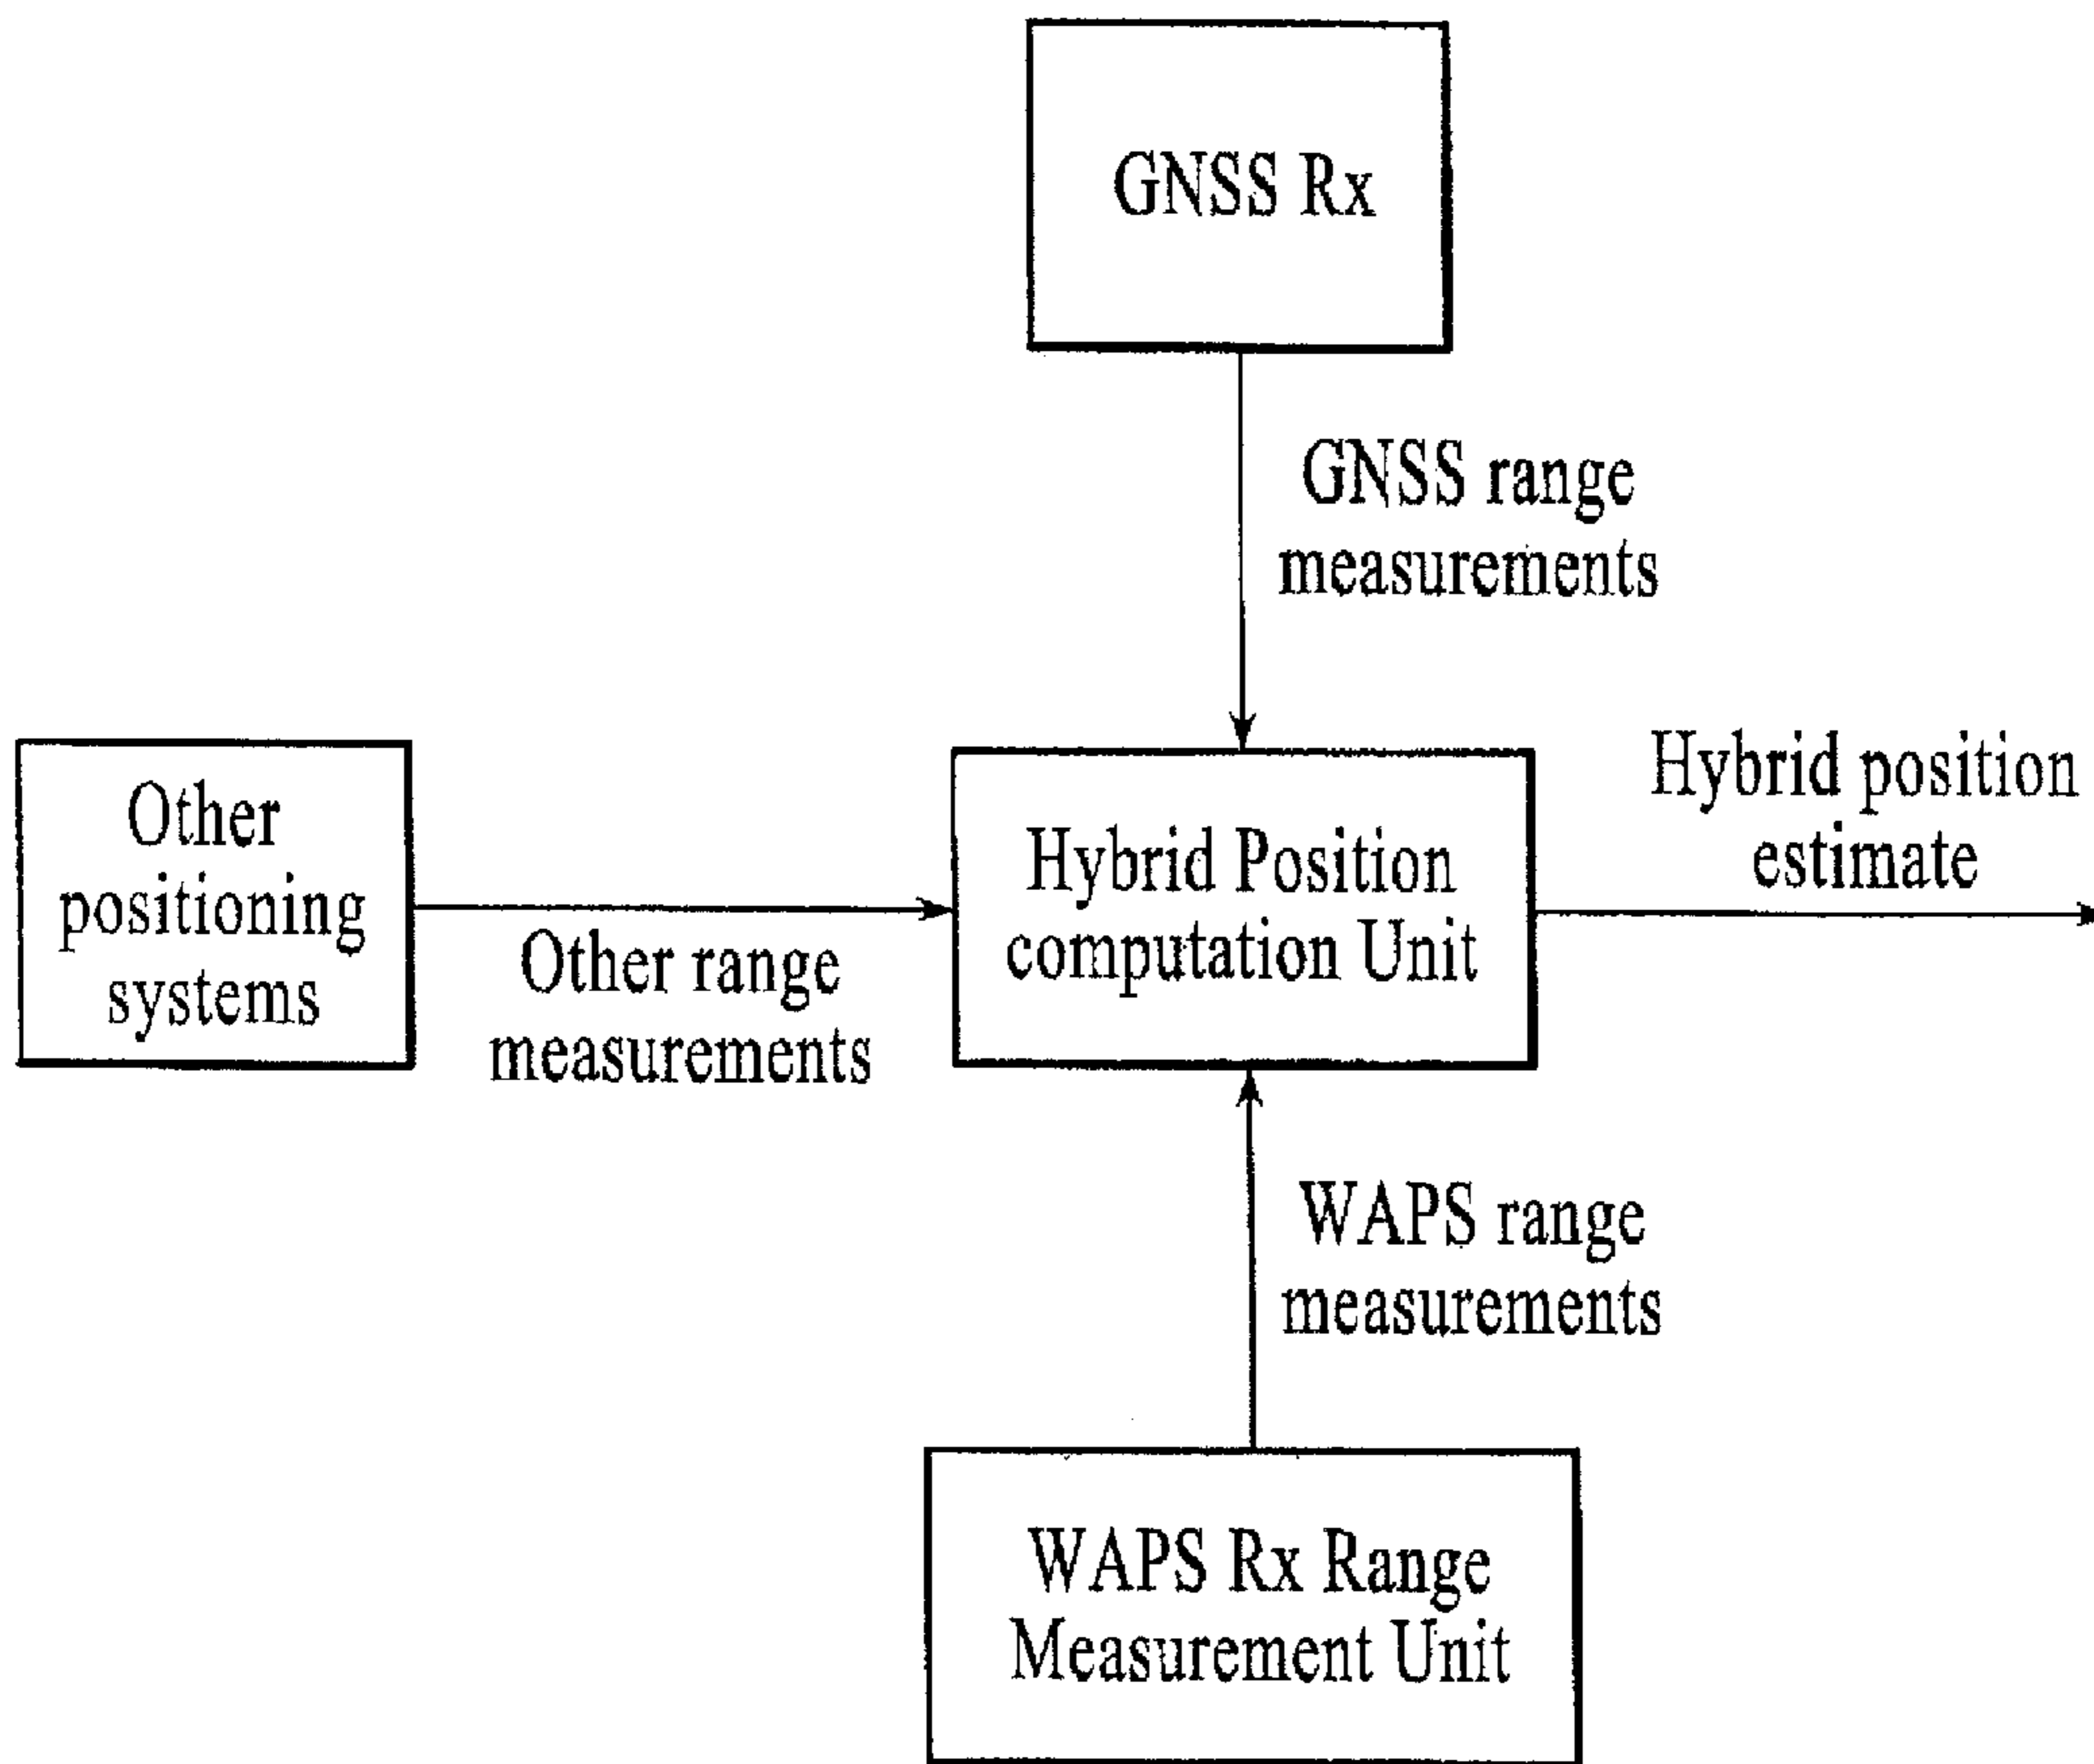 GNSS Rx
GNSS range
measurements
Other
positioning
systems
Other range
measurements
Hybrid Position
computation Unit
Hybrid position
estimate
WAPS range
measurements
WAPS Rx Range
Measurement Unit